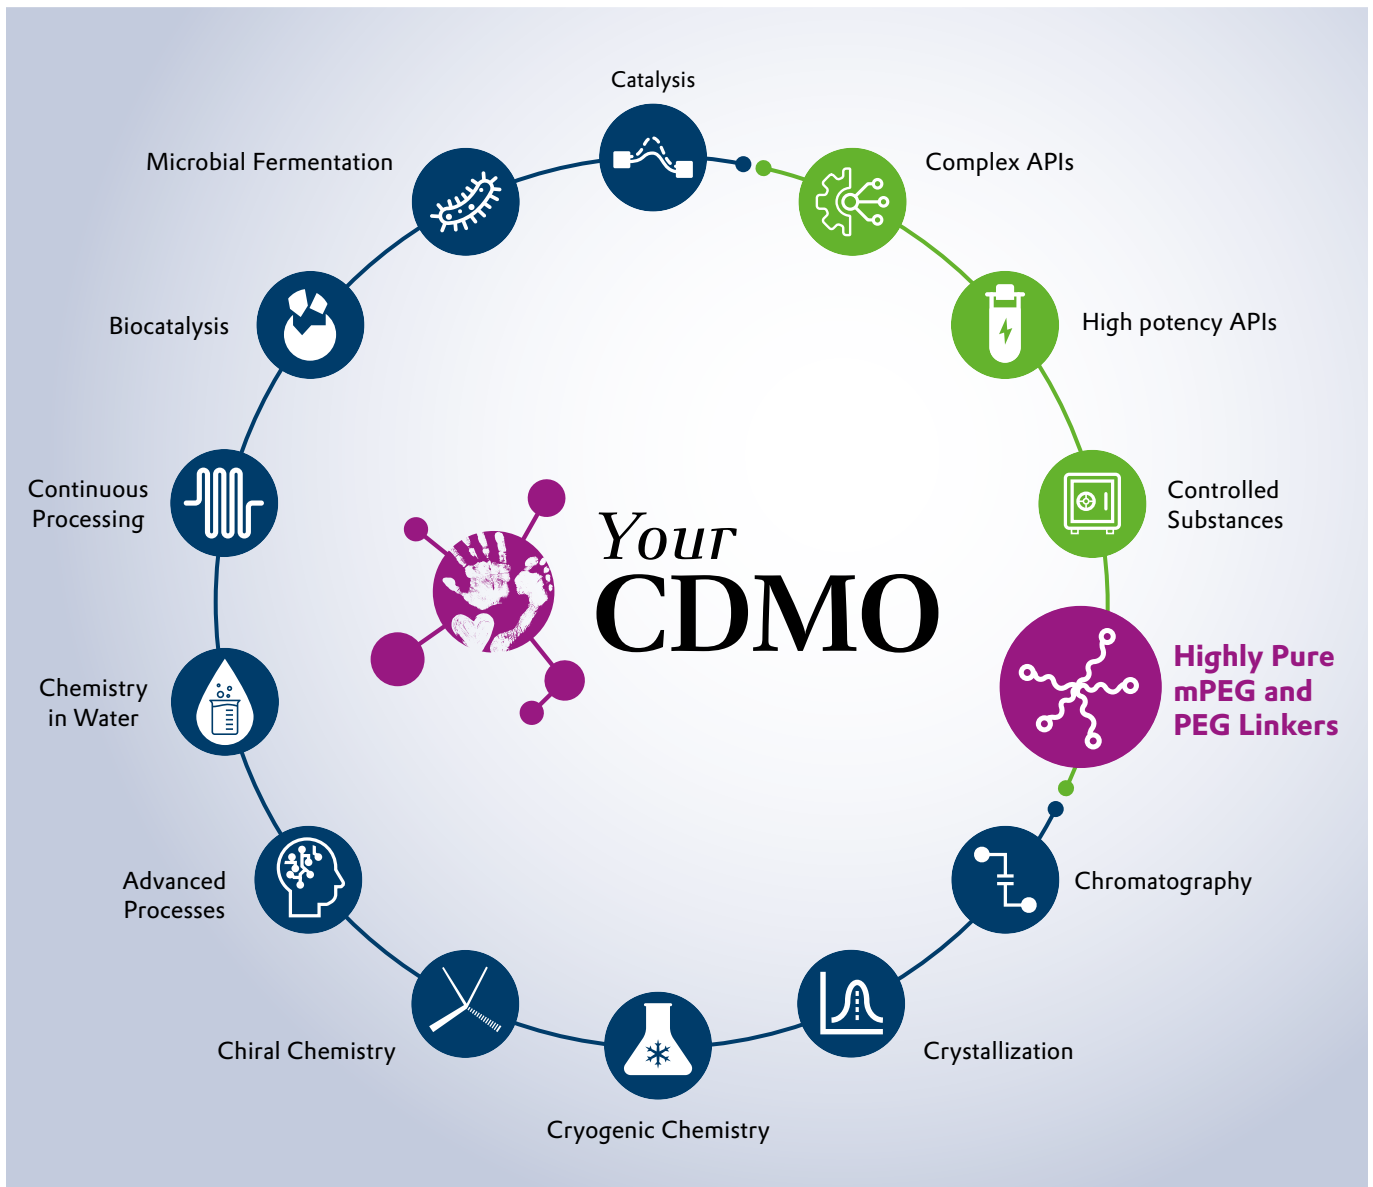 Catalysis
Microbial Fermentation
Complex APIs
Biocatalysis
High potency APIs
Continuous
Processing
Controlled
Substances
Your
CDMO
Highly Pure
mPEG and
PEG Linkers
Chemistry
in Water
Advanced
Processes
Chromatography
Chiral Chemistry
Crystallization
Cryogenic Chemistry